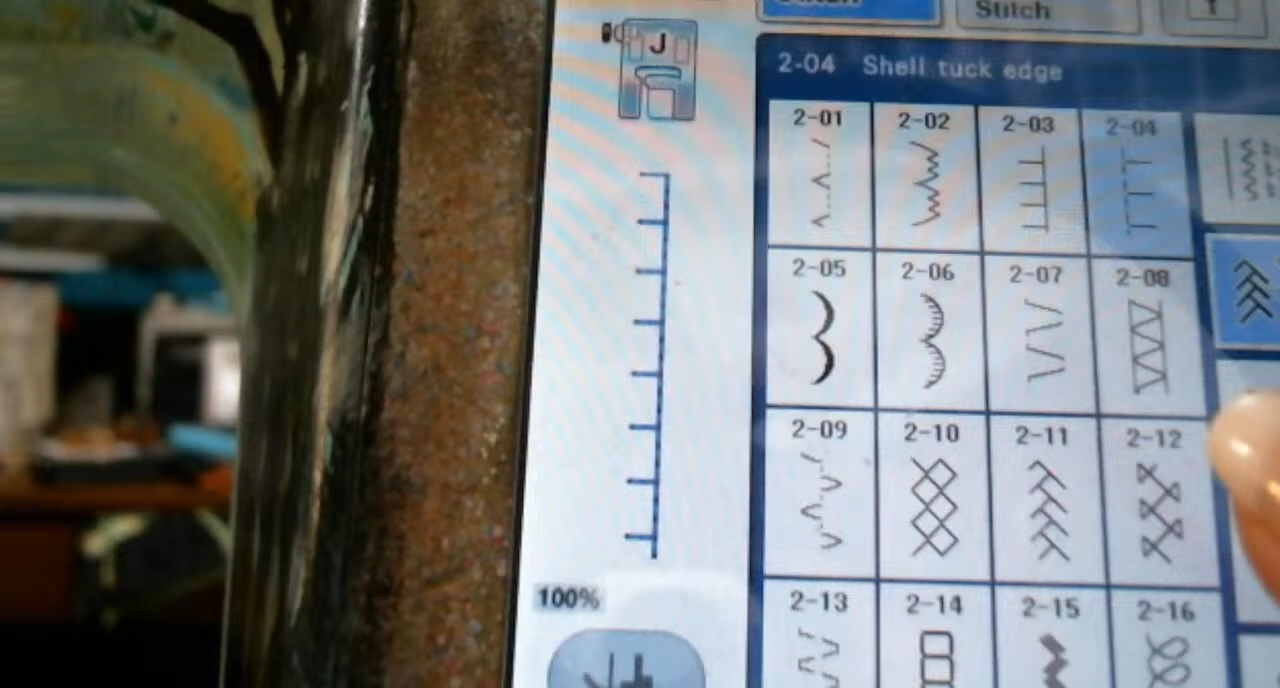 Stitch
Stitch
J
2-04 Shell tuck edge
2-01 2-02 2-03 2-04
2-05 2-06 2-07 2-08
2-09 2-10 2-11 2-12
100%
2-13 2-14 2-15 2-16